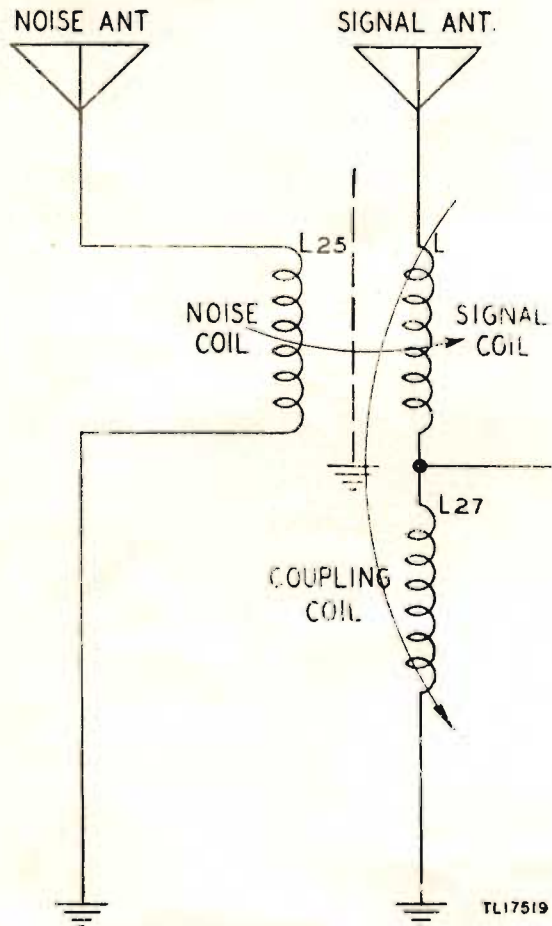 NOISE ANT
SIGNAL ANT.
L25
L
NOISE
COIL
SIGNAL
COIL
L27
COUPLING
COIL
TL17519